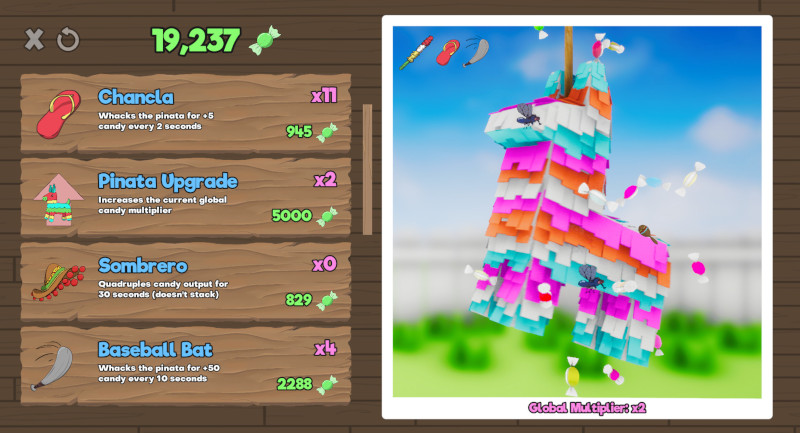 19,237
Chancla
x11
Whacks the pinata for +5
candy every 2 seconds
945
Pinata Upgrade
x2
Increases the current global
candy multiplier
5000
Sombrero
x0
Quadruples candy output for
30 seconds (doesn't stack)
829
Baseball Bat
x4
Whacks the pinata for +50
candy every 10 seconds
2288
Global Multiplier: x2